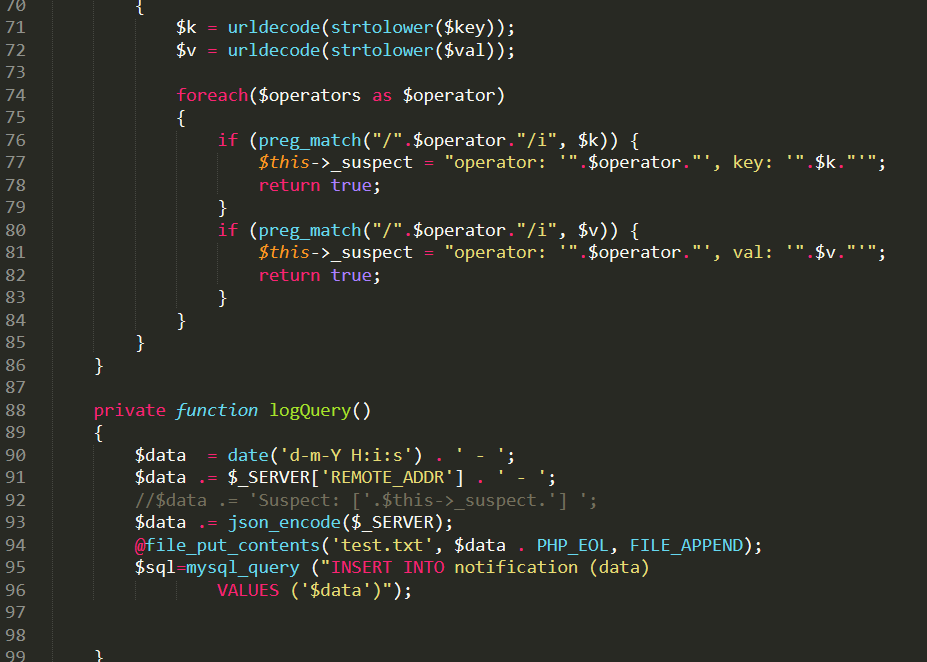 70 {
71 $k = urldecode(strtolower($key));
72 $v = urldecode(strtolower($val));
73
74 foreach($operators as $operator)
75 {
76 if (preg_match("/".$operator."/i", $k)) {
77 $this->_suspect = "operator: '".$operator."', key: '".$k."'";
78 return true;
79 }
80 if (preg_match("/".$operator."/i", $v)) {
81 $this->_suspect = "operator: '".$operator."', val: '".$v."'";
82 return true;
83 }
84 }
85 }
86 }
87
88 private function logQuery()
89 {
90 $data  = date('d-m-Y H:i:s') . ' - ';
91 $data .= $_SERVER['REMOTE_ADDR'] . ' - ';
92 //$data .= 'Suspect: ['.$this->_suspect.'] ';
93 $data .= json_encode($_SERVER);
94 @file_put_contents('test.txt', $data . PHP_EOL, FILE_APPEND);
95 $sql=mysql_query ("INSERT INTO notification (data)
96 VALUES ('$data')");
97
98
99 }